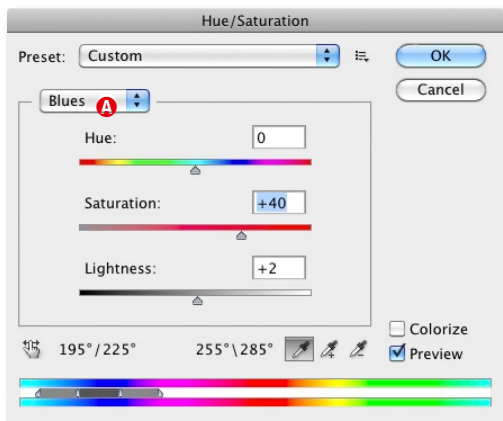 Hue/Saturation
Preset: Custom
OK
Cancel
Blues A
Hue: 0
Saturation: +40
Lightness: +2
Colorize
195°/225° 255°\285°
Preview